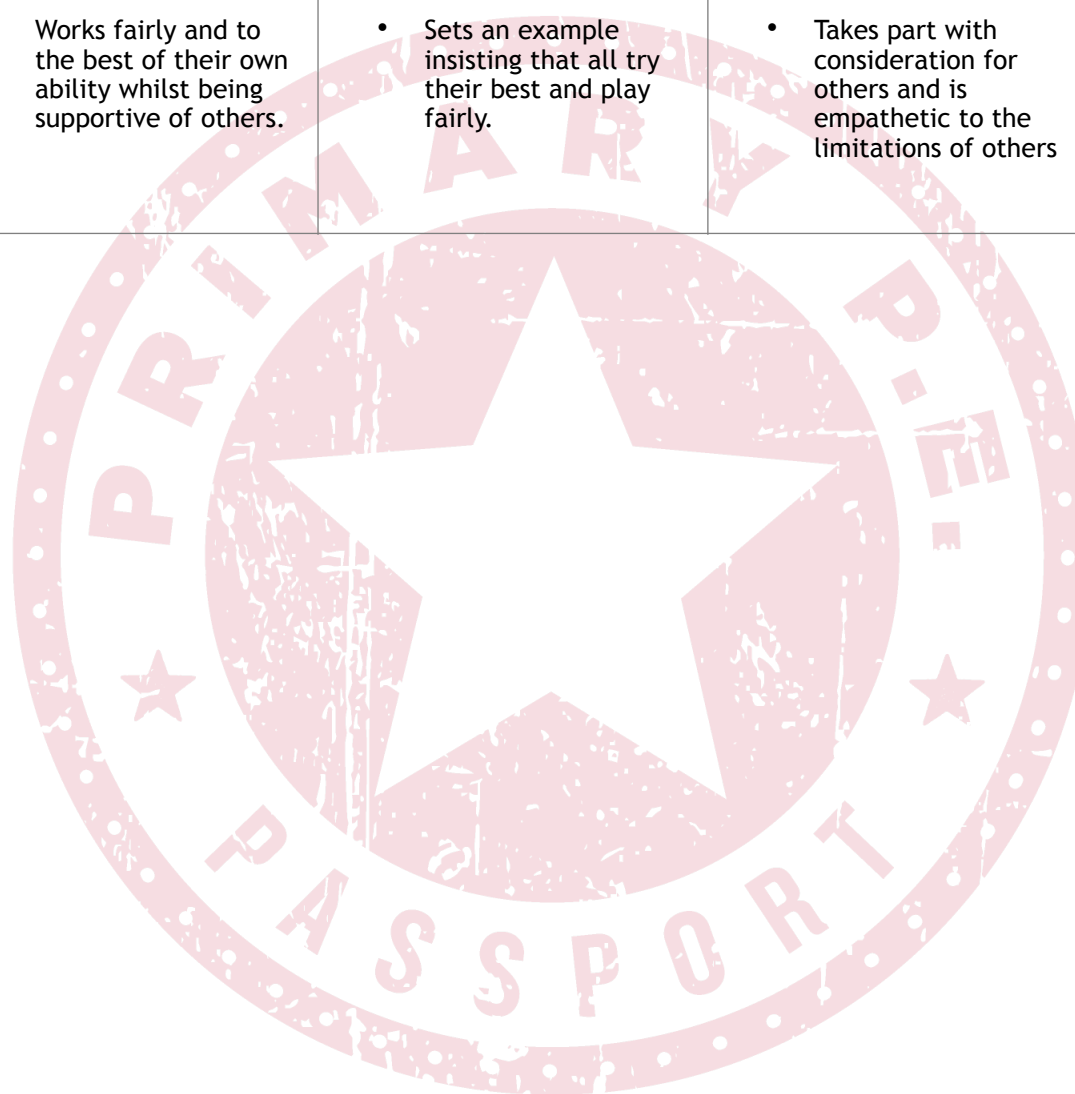 Works fairly and to
the best of their own
ability whilst being
supportive of others.
• Sets an example
insisting that all try
their best and play
fairly.
• Takes part with
consideration for
others and is
empathetic to the
limitations of others
PRIMARY P.E.
PASSPORT